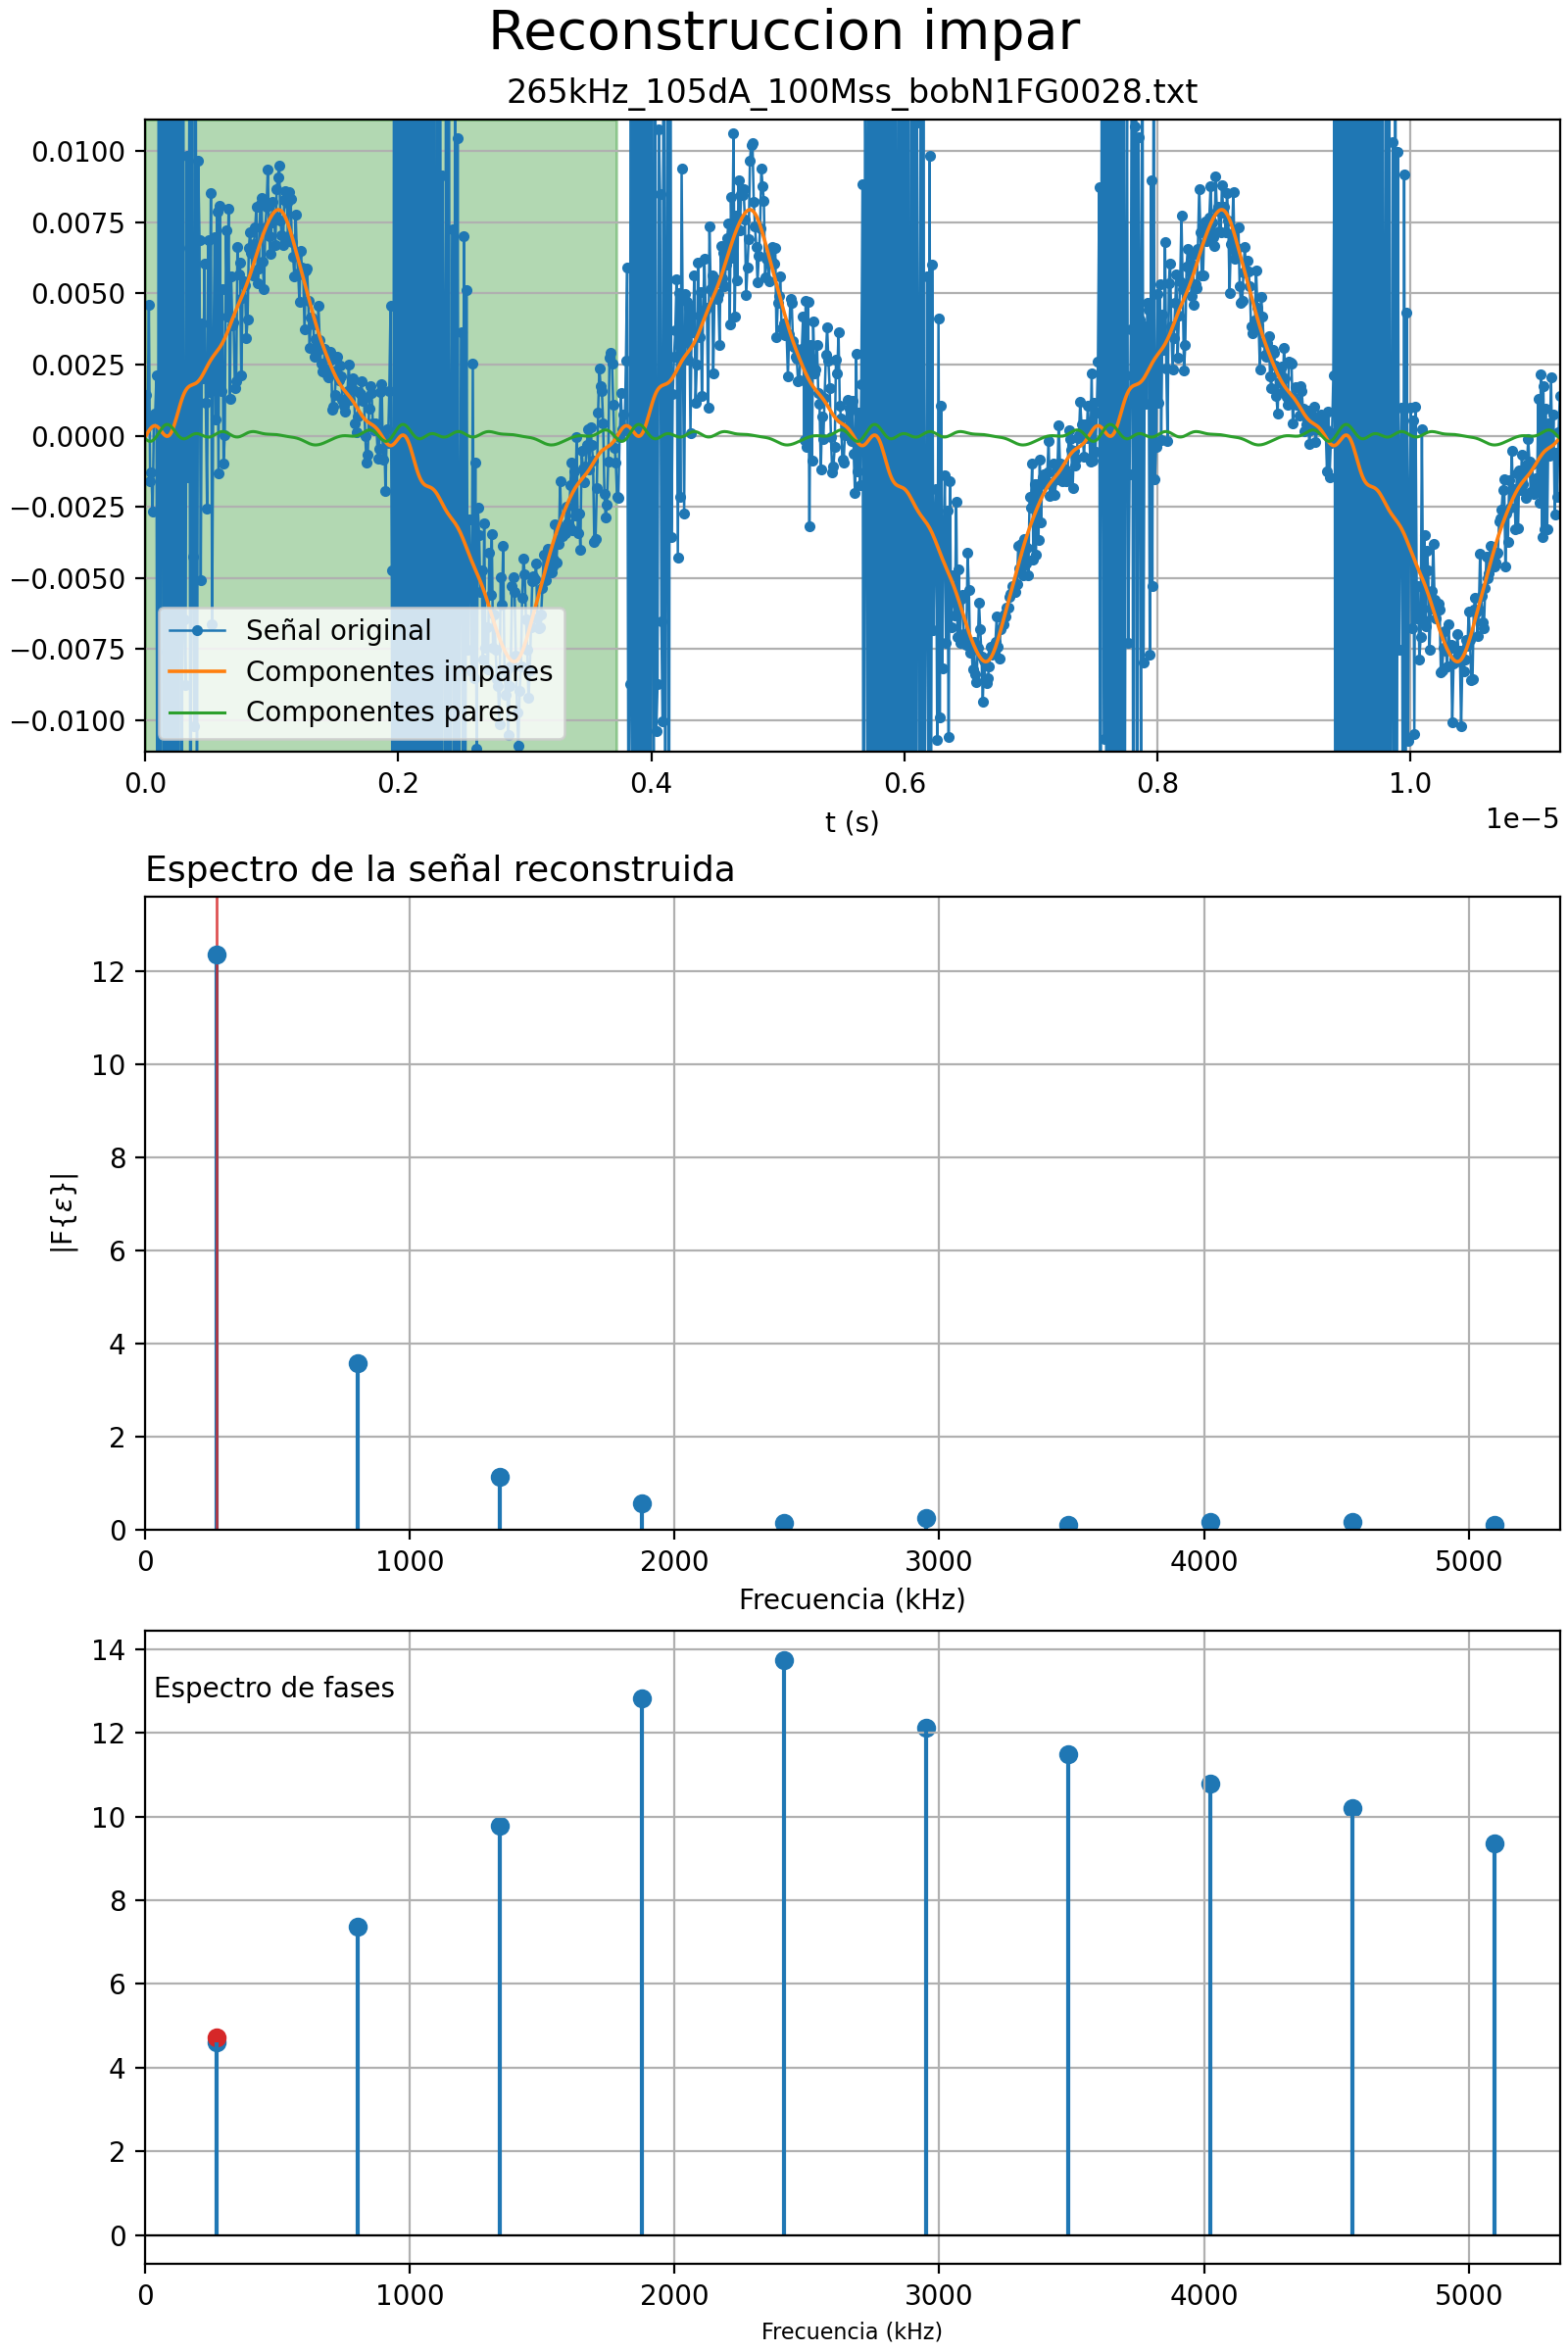 Reconstruccion impar
265kHz_105dA_100Mss_bobN1FG0028.txt
0.0100
0.0075
0.0050
0.0025
0.0000
−0.0025
−0.0050
−0.0075
−0.0100
Señal original
Componentes impares
Componentes pares
0.0 0.2 0.4 0.6 0.8 1.0
t (s)
1e−5
Espectro de la señal reconstruida
12
10
8
6
4
2
0
|F{ε}|
0 1000 2000 3000 4000 5000
Frecuencia (kHz)
14
Espectro de fases
12
10
8
6
4
2
0
0 1000 2000 3000 4000 5000
Frecuencia (kHz)